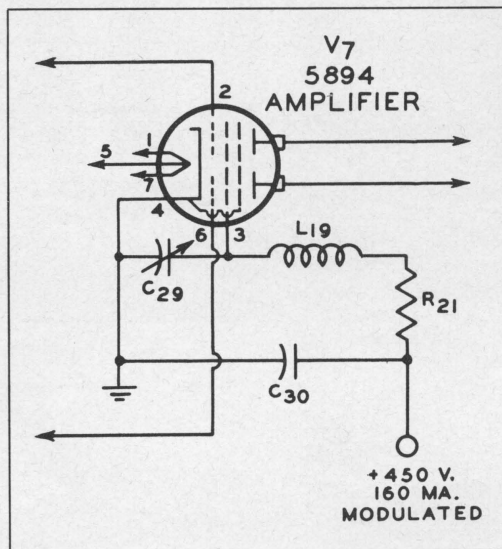 V7
5894
AMPLIFIER
2
1
5
7
4
6
3
L19
C29
R21
C30
+450 V.
160 MA.
MODULATED